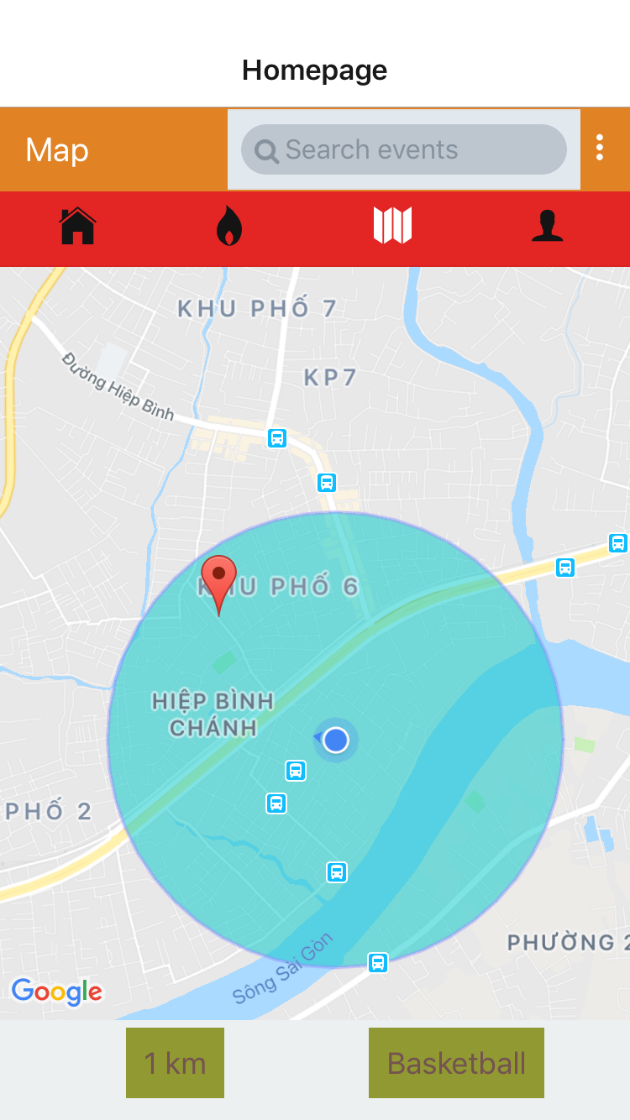 Homepage
Map
Search events
KHU PHỐ 7
KP7
Đường Hiệp Bình
KHU PHỐ 6
HIỆP BÌNH
CHÁNH
PHỐ 2
PHƯỜNG 2
Sông Sài Gòn
Google
1 km
Basketball